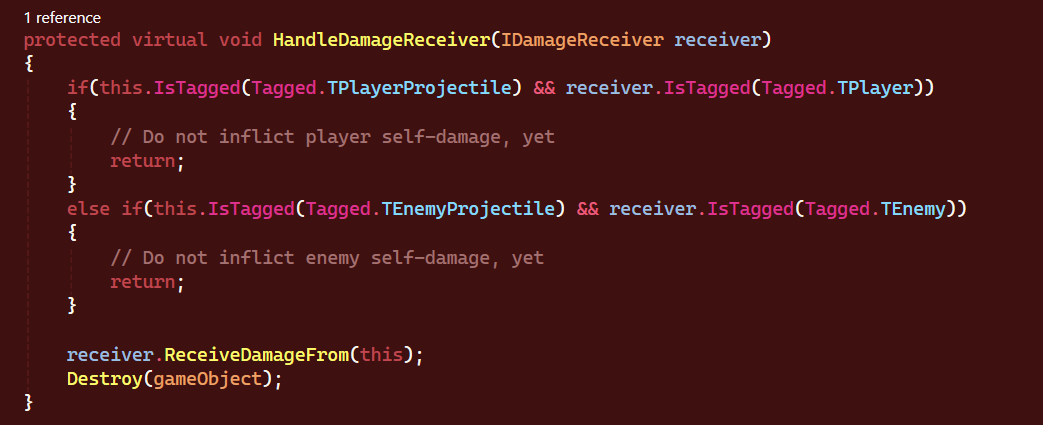 1 reference
protected virtual void HandleDamageReceiver(IDamageReceiver receiver)
{
if(this.IsTagged(Tagged.TPlayerProjectile) && receiver.IsTagged(Tagged.TPlayer))
{
// Do not inflict player self-damage, yet
return;
}
else if(this.IsTagged(Tagged.TEnemyProjectile) && receiver.IsTagged(Tagged.TEnemy))
{
// Do not inflict enemy self-damage, yet
return;
}
receiver.ReceiveDamageFrom(this);
Destroy(gameObject);
}